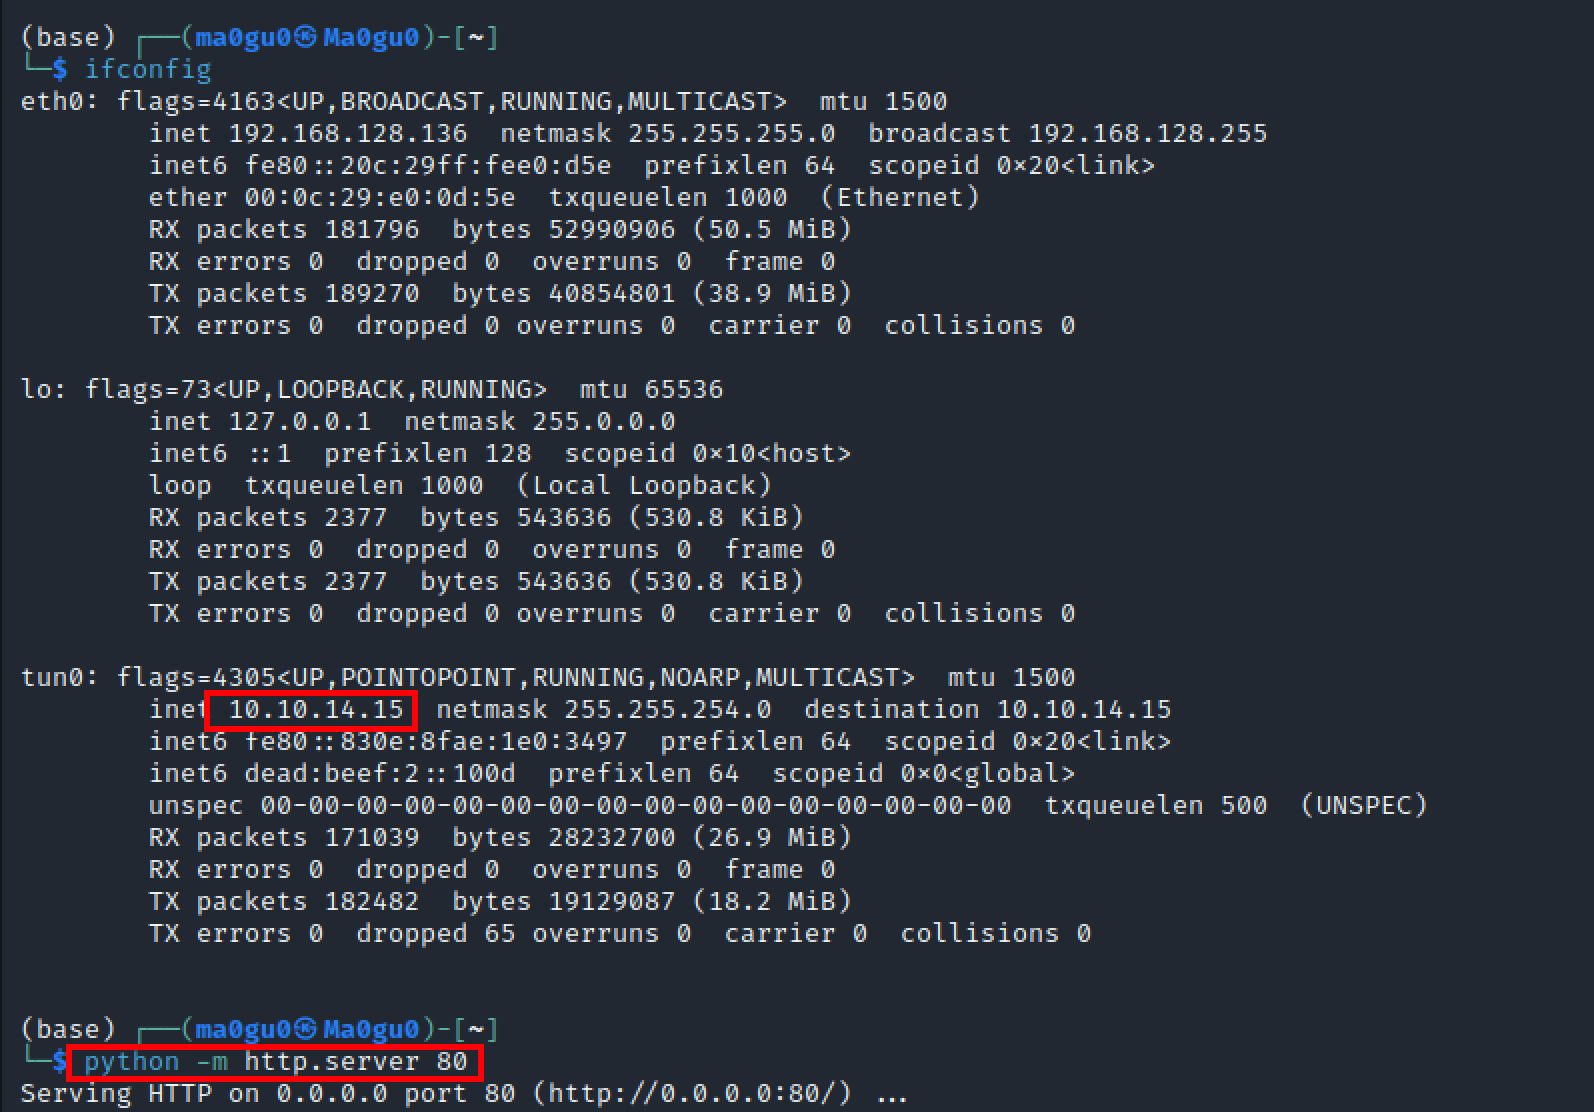 (base) ┌──(ma0gu0㉿Ma0gu0)-[~]
└─$ ifconfig
eth0: flags=4163<UP,BROADCAST,RUNNING,MULTICAST>  mtu 1500
        inet 192.168.128.136  netmask 255.255.255.0  broadcast 192.168.128.255
        inet6 fe80::20c:29ff:fee0:d5e  prefixlen 64  scopeid 0x20<link>
        ether 00:0c:29:e0:0d:5e  txqueuelen 1000  (Ethernet)
        RX packets 181796  bytes 52990906 (50.5 MiB)
        RX errors 0  dropped 0  overruns 0  frame 0
        TX packets 189270  bytes 40854801 (38.9 MiB)
        TX errors 0  dropped 0 overruns 0  carrier 0  collisions 0

lo: flags=73<UP,LOOPBACK,RUNNING>  mtu 65536
        inet 127.0.0.1  netmask 255.0.0.0
        inet6 ::1  prefixlen 128  scopeid 0x10<host>
        loop  txqueuelen 1000  (Local Loopback)
        RX packets 2377  bytes 543636 (530.8 KiB)
        RX errors 0  dropped 0  overruns 0  frame 0
        TX packets 2377  bytes 543636 (530.8 KiB)
        TX errors 0  dropped 0 overruns 0  carrier 0  collisions 0

tun0: flags=4305<UP,POINTOPOINT,RUNNING,NOARP,MULTICAST>  mtu 1500
        inet 10.10.14.15  netmask 255.255.254.0  destination 10.10.14.15
        inet6 fe80::830e:8fae:1e0:3497  prefixlen 64  scopeid 0x20<link>
        inet6 dead:beef:2::100d  prefixlen 64  scopeid 0x0<global>
        unspec 00-00-00-00-00-00-00-00-00-00-00-00-00-00-00-00  txqueuelen 500  (UNSPEC)
        RX packets 171039  bytes 28232700 (26.9 MiB)
        RX errors 0  dropped 0  overruns 0  frame 0
        TX packets 182482  bytes 19129087 (18.2 MiB)
        TX errors 0  dropped 65 overruns 0  carrier 0  collisions 0

(base) ┌──(ma0gu0㉿Ma0gu0)-[~]
└─$ python -m http.server 80
Serving HTTP on 0.0.0.0 port 80 (http://0.0.0.0:80/) ...